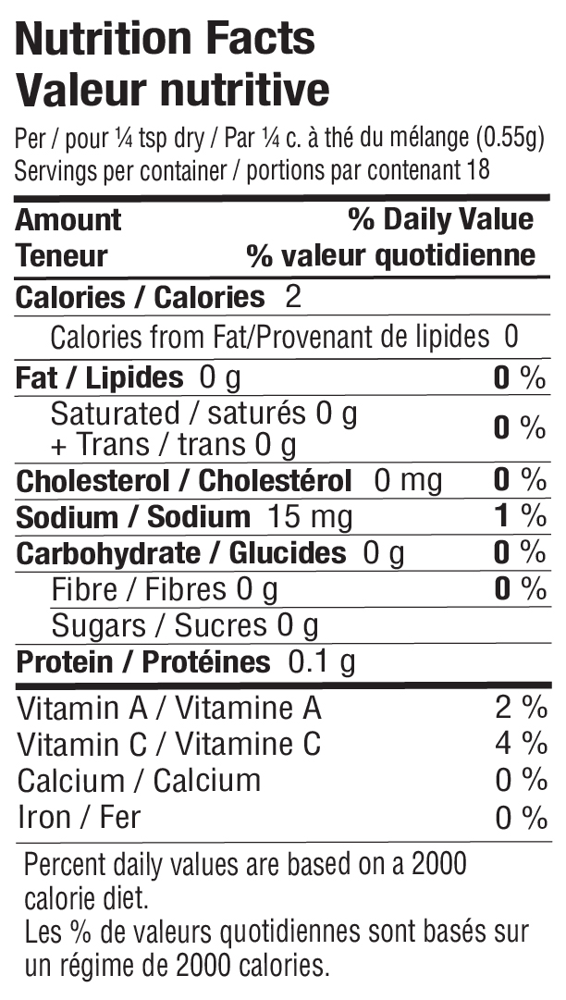 Nutrition Facts
Valeur nutritive
Per / pour ¼ tsp dry / Par ¼ c. à thé du mélange (0.55g)
Servings per container / portions par contenant 18
Amount % Daily Value
Teneur % valeur quotidienne
Calories / Calories 2
Calories from Fat/Provenant de lipides 0
Fat / Lipides 0 g 0 %
Saturated / saturés 0 g
+ Trans / trans 0 g 0 %
Cholesterol / Cholestérol 0 mg 0 %
Sodium / Sodium 15 mg 1 %
Carbohydrate / Glucides 0 g 0 %
Fibre / Fibres 0 g 0 %
Sugars / Sucres 0 g
Protein / Protéines 0.1 g
Vitamin A / Vitamine A 2 %
Vitamin C / Vitamine C 4 %
Calcium / Calcium 0 %
Iron / Fer 0 %
Percent daily values are based on a 2000
calorie diet.
Les % de valeurs quotidiennes sont basés sur
un régime de 2000 calories.